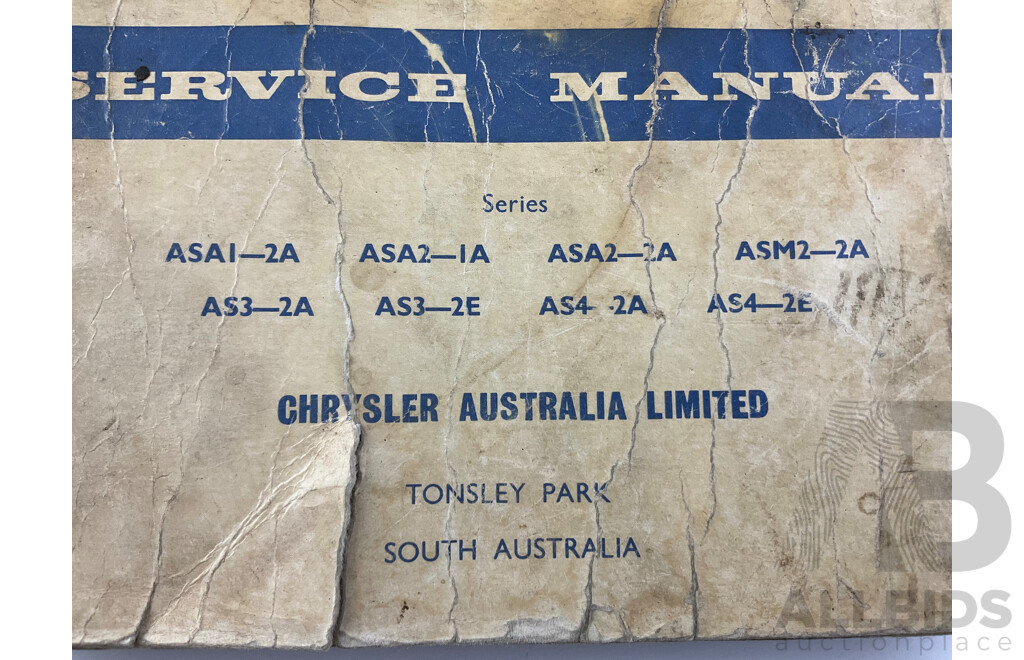 SERVICE MANUAL
Series
ASA1—2A ASA2—1A ASA2—2A ASM2—2A
AS3—2A AS3—2E AS4 2A AS4—2E
CHRYSLER AUSTRALIA LIMITED
TONSLEY PARK
SOUTH AUSTRALIA
AB
ALLBIDS
auctionplace